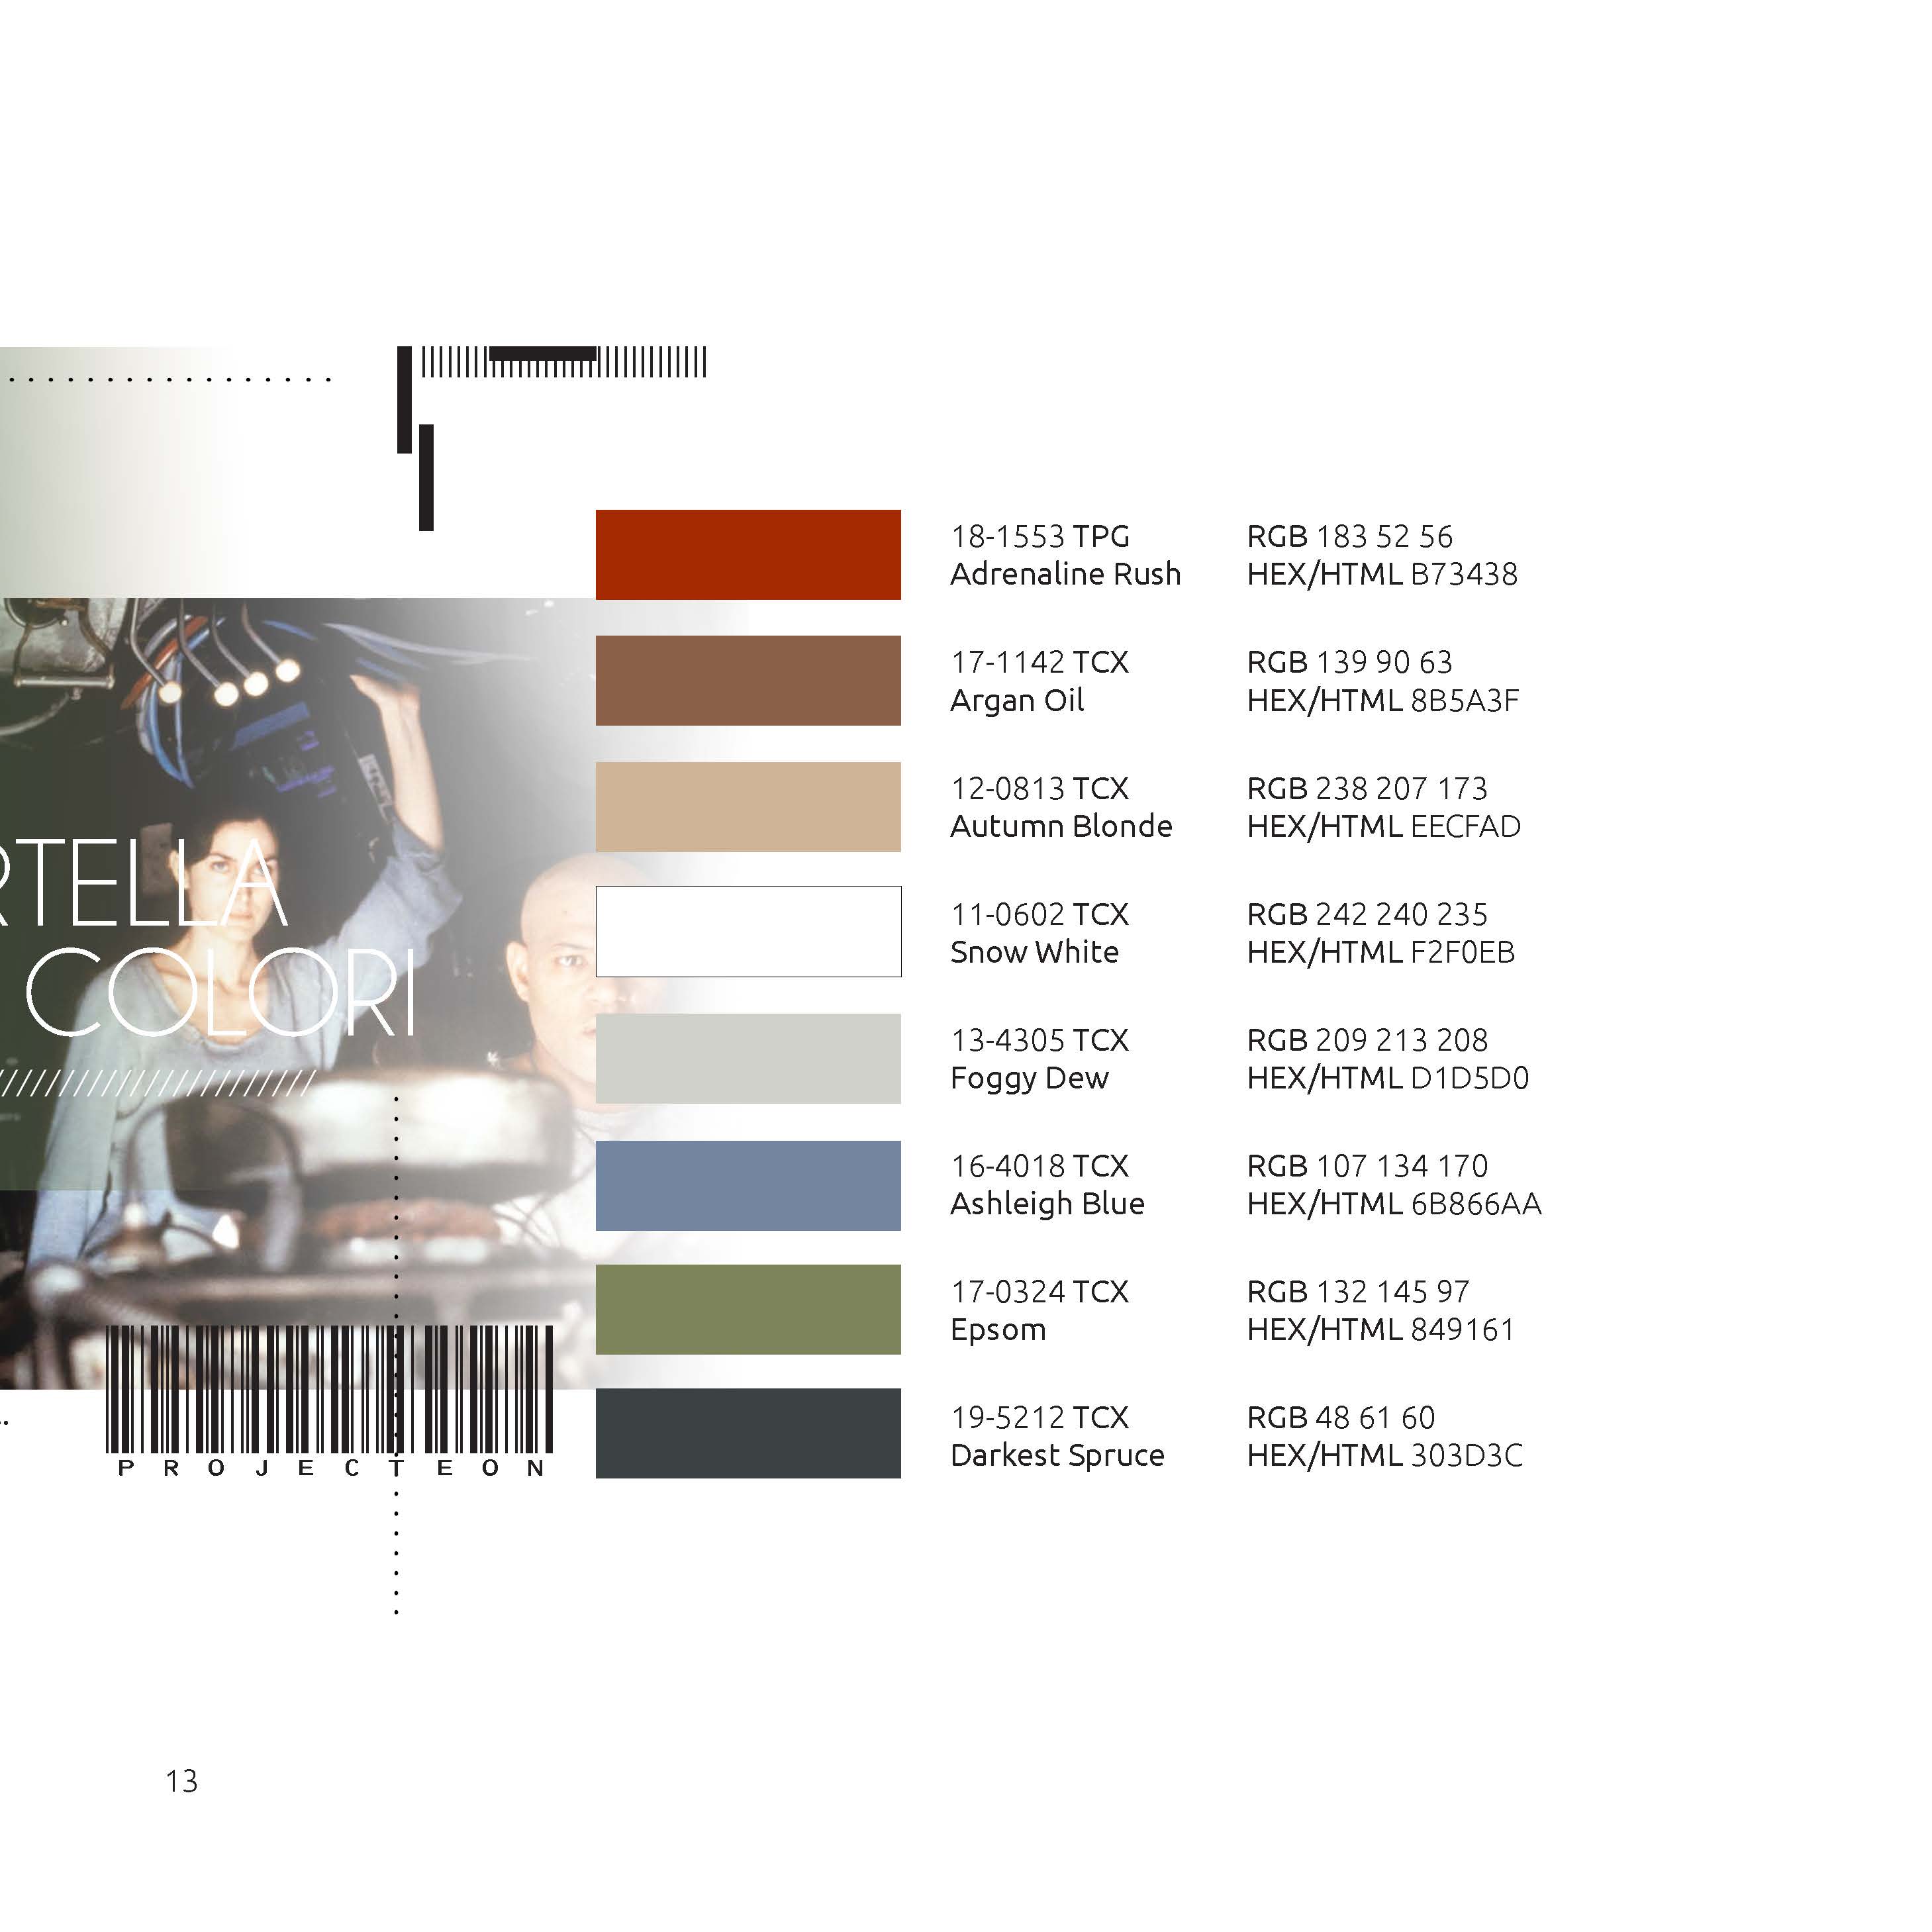 RTELLA
COLORI
PROJECTEON
18-1553 TPG
Adrenaline Rush
RGB 183 52 56
HEX/HTML B73438
17-1142 TCX
Argan Oil
RGB 139 90 63
HEX/HTML 8B5A3F
12-0813 TCX
Autumn Blonde
RGB 238 207 173
HEX/HTML EECFAD
11-0602 TCX
Snow White
RGB 242 240 235
HEX/HTML F2F0EB
13-4305 TCX
Foggy Dew
RGB 209 213 208
HEX/HTML D1D5D0
16-4018 TCX
Ashleigh Blue
RGB 107 134 170
HEX/HTML 6B866AA
17-0324 TCX
Epsom
RGB 132 145 97
HEX/HTML 849161
19-5212 TCX
Darkest Spruce
RGB 48 61 60
HEX/HTML 303D3C
13